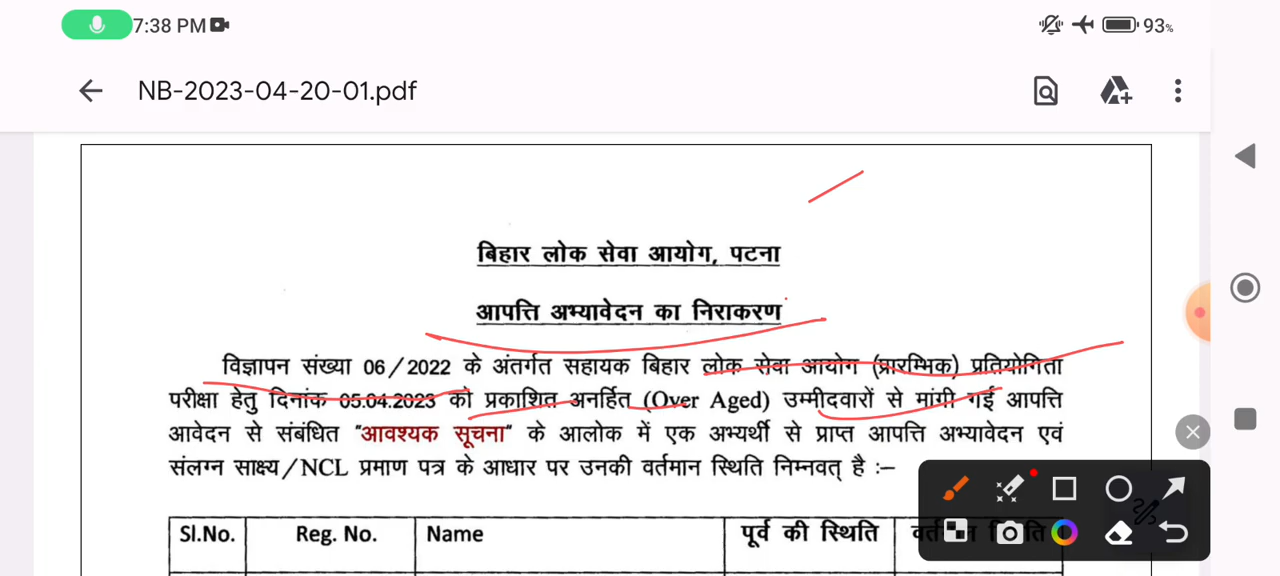 7:38 PM
93%
NB-2023-04-20-01.pdf
बिहार लोक सेवा आयोग, पटना
आपत्ति अभ्यावेदन का निराकरण
विज्ञापन संख्या 06/2022 के अंतर्गत सहायक बिहार लोक सेवा आयोग (प्रारम्भिक) प्रतियोगिता
परीक्षा हेतु दिनांक 05.04.2023 को प्रकाशित अनर्हित (Over Aged) उम्मीदवारों से मांगी गई आपत्ति
आवेदन से संबंधित "आवश्यक सूचना" के आलोक में एक अभ्यर्थी से प्राप्त आपत्ति अभ्यावेदन एवं
संलग्न साक्ष्य/NCL प्रमाण पत्र के आधार पर उनकी वर्तमान स्थिति निम्नवत् है :–
Sl.No. Reg. No. Name पूर्व की स्थिति